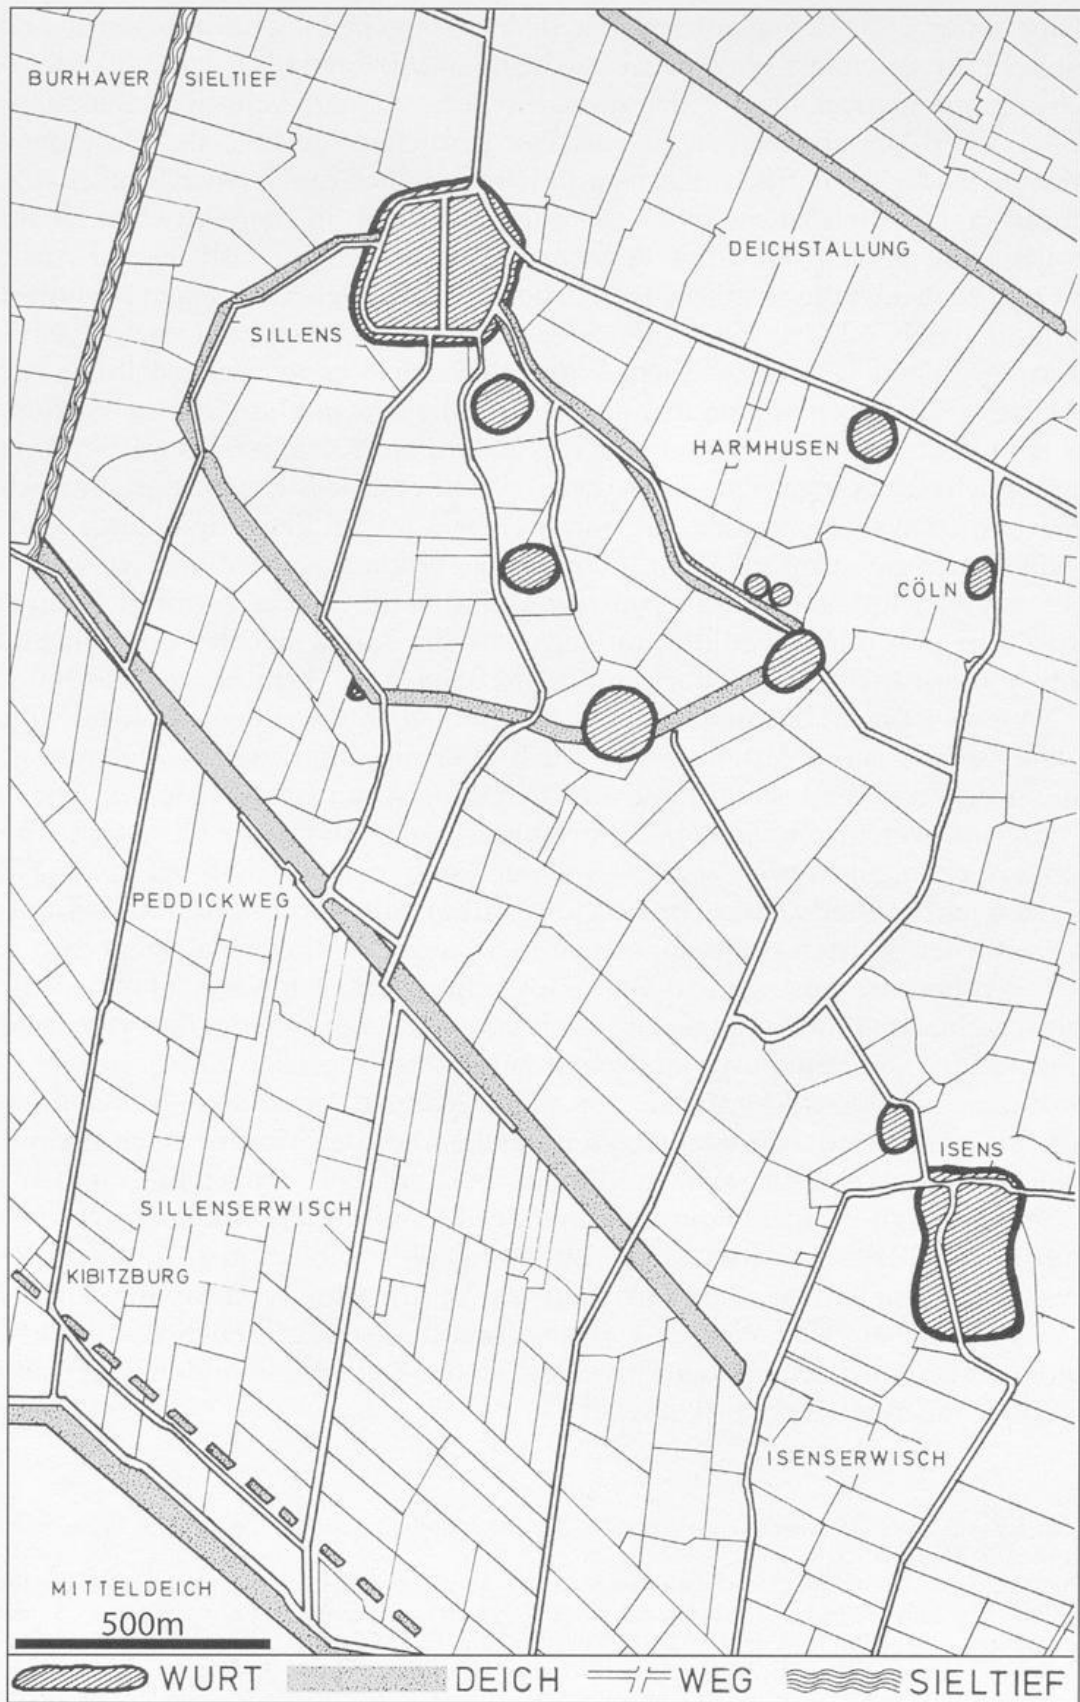 BURHAVER SIELTIEF
DEICHSTALLUNG
SILLENS
HARMHUSEN
CÖLN
PEDDICKWEG
ISENS
SILLENSERWISCH
KIBITZBURG
ISENSERWISCH
MITTELDEICH
500m
WURT DEICH WEG SIELTIEF